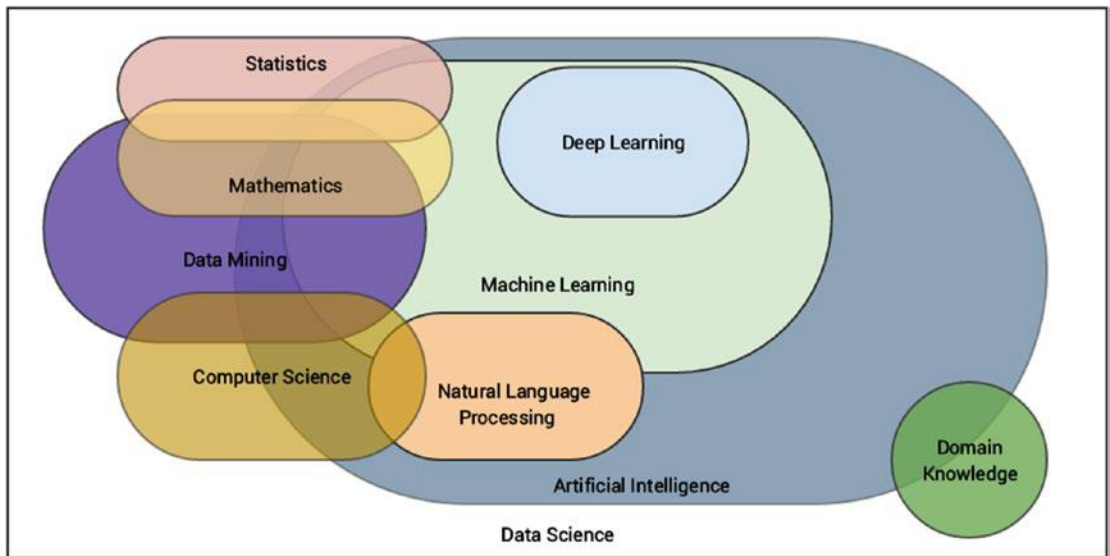 Statistics
Deep Learning
Mathematics
Data Mining
Machine Learning
Computer Science
Natural Language
Processing
Domain
Knowledge
Artificial Intelligence
Data Science